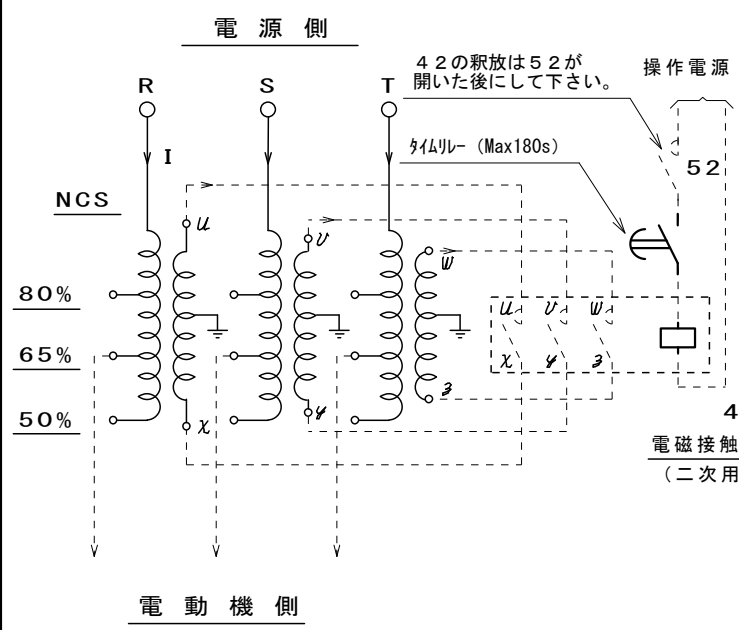 電源側
42の釈放は52が
開いた後にして下さい。
操作電源
R
S
T
I
ﾀｲﾑﾘﾚｰ (Max180s)
52
NCS
u
v
w
80%
u
v
w
65%
x
y
z
50%
x
y
z
4
電磁接触
(二次用
電動機側